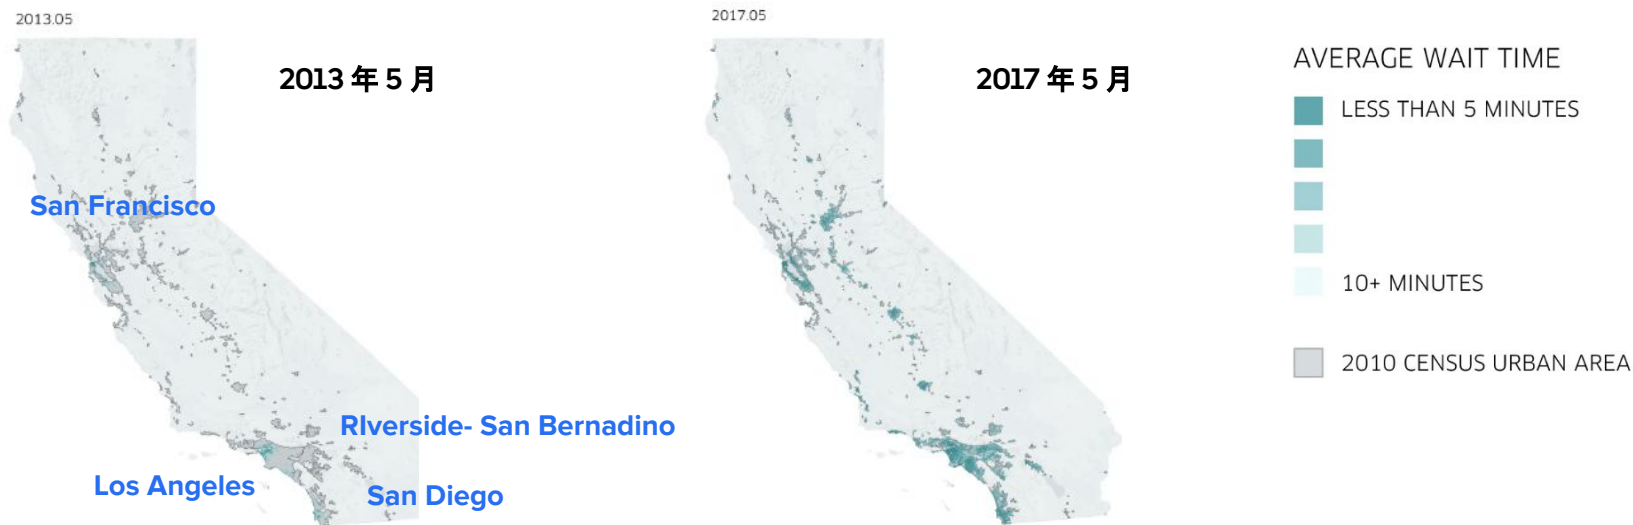 2013.05
2013 年 5 月
San Francisco
RIverside- San Bernadino
Los Angeles
San Diego
2017.05
2017 年 5 月
AVERAGE WAIT TIME
LESS THAN 5 MINUTES
10+ MINUTES
2010 CENSUS URBAN AREA